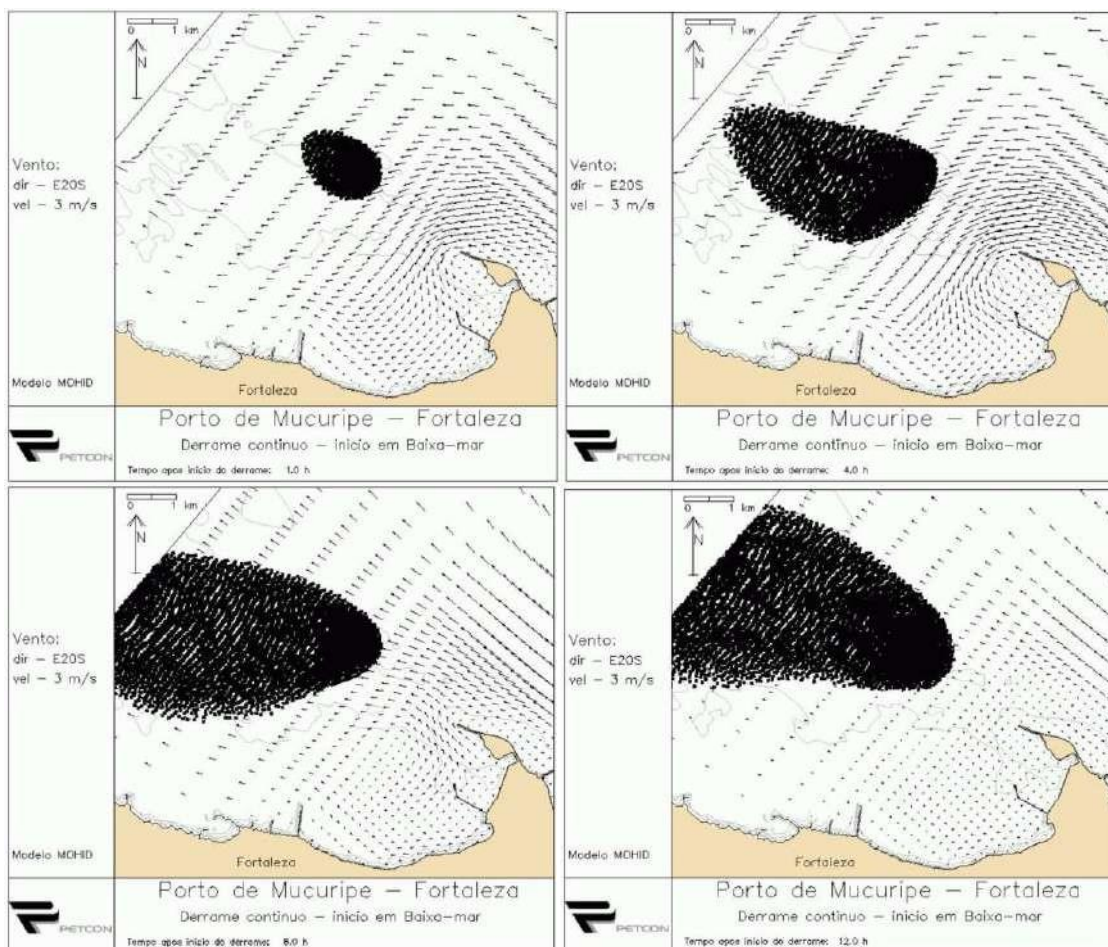 0 1 km
N
Vento:
dir – E20S
vel – 3 m/s
Modelo MOHID
Fortaleza
PETCON
Porto de Mucuripe – Fortaleza
Derrame contínuo – início em Baixa-mar
Tempo apos inicio do derrame: 1.0 h
0 1 km
N
Vento:
dir – E20S
vel – 3 m/s
Modelo MOHID
Fortaleza
PETCON
Porto de Mucuripe – Fortaleza
Derrame contínuo – início em Baixa-mar
Tempo apos inicio do derrame: 4.0 h
0 1 km
N
Vento:
dir – E20S
vel – 3 m/s
Modelo MOHID
Fortaleza
PETCON
Porto de Mucuripe – Fortaleza
Derrame contínuo – início em Baixa-mar
Tempo apos inicio do derrame: 8.0 h
0 1 km
N
Vento:
dir – E20S
vel – 3 m/s
Modelo MOHID
Fortaleza
PETCON
Porto de Mucuripe – Fortaleza
Derrame contínuo – início em Baixa-mar
Tempo apos inicio do derrame: 12.0 h